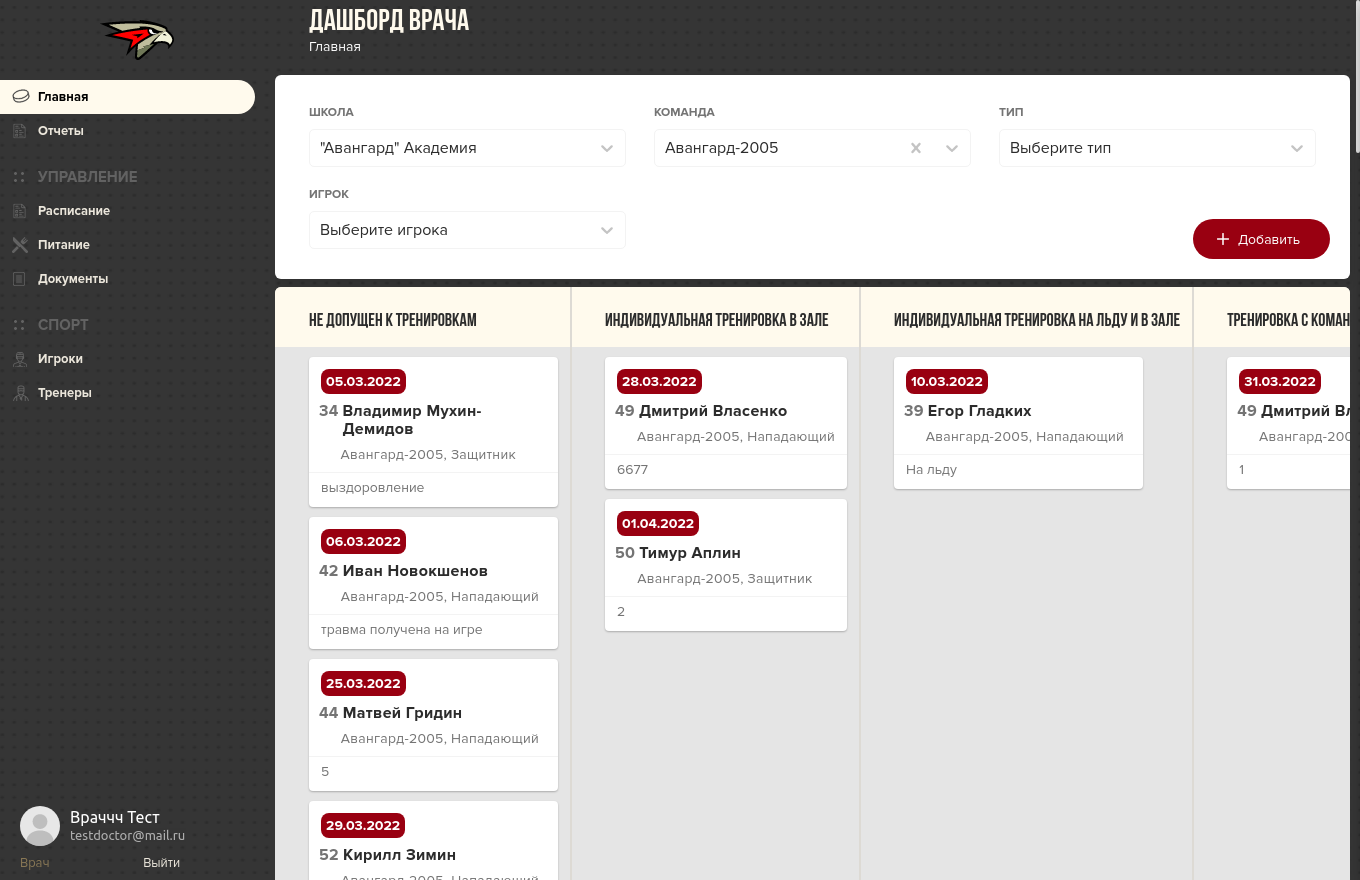 ДАШБОРД ВРАЧА
Главная
Главная
Отчеты
УПРАВЛЕНИЕ
Расписание
Питание
Документы
СПОРТ
Игроки
Тренеры
Враччч Тест
testdoctor@mail.ru
Врач Выйти
ШКОЛА КОМАНДА ТИП
"Авангард" Академия Авангард-2005 Выберите тип
ИГРОК
Выберите игрока
Добавить
НЕ ДОПУЩЕН К ТРЕНИРОВКАМ
05.03.2022
34 Владимир Мухин-
Демидов
Авангард-2005, Защитник
выздоровление
06.03.2022
42 Иван Новокшенов
Авангард-2005, Нападающий
травма получена на игре
25.03.2022
44 Матвей Гридин
Авангард-2005, Нападающий
5
29.03.2022
52 Кирилл Зимин
Авангард-2005, Нападающий
ИНДИВИДУАЛЬНАЯ ТРЕНИРОВКА В ЗАЛЕ
28.03.2022
49 Дмитрий Власенко
Авангард-2005, Нападающий
6677
01.04.2022
50 Тимур Аплин
Авангард-2005, Защитник
2
ИНДИВИДУАЛЬНАЯ ТРЕНИРОВКА НА ЛЬДУ И В ЗАЛЕ
10.03.2022
39 Егор Гладких
Авангард-2005, Нападающий
На льду
ТРЕНИРОВКА С КОМАН
31.03.2022
49 Дмитрий Вл
Авангард-200
1